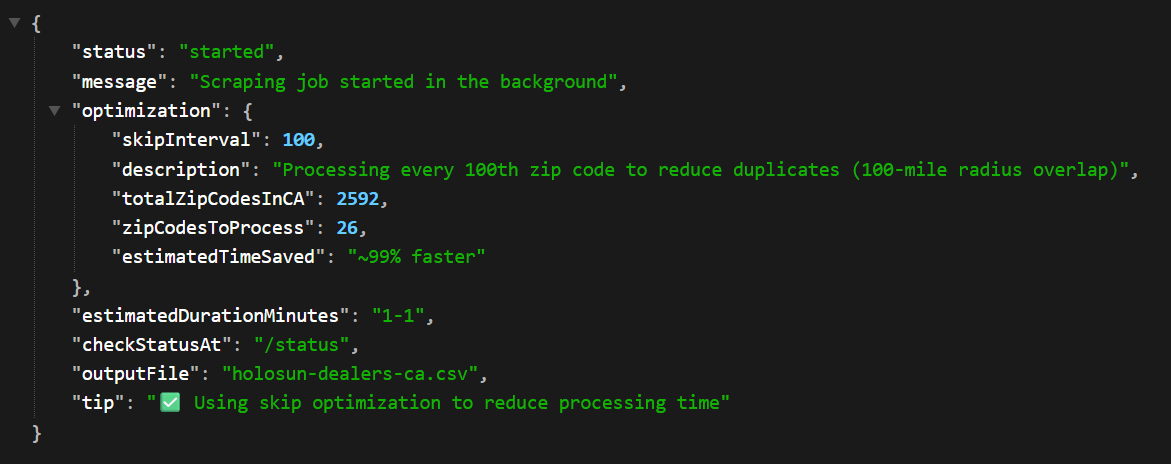 {
"status": "started",
"message": "Scraping job started in the background",
"optimization": {
"skipInterval": 100,
"description": "Processing every 100th zip code to reduce duplicates (100-mile radius overlap)",
"totalZipCodesInCA": 2592,
"zipCodesToProcess": 26,
"estimatedTimeSaved": "~99% faster"
},
"estimatedDurationMinutes": "1-1",
"checkStatusAt": "/status",
"outputFile": "holosun-dealers-ca.csv",
"tip": "✅ Using skip optimization to reduce processing time"
}